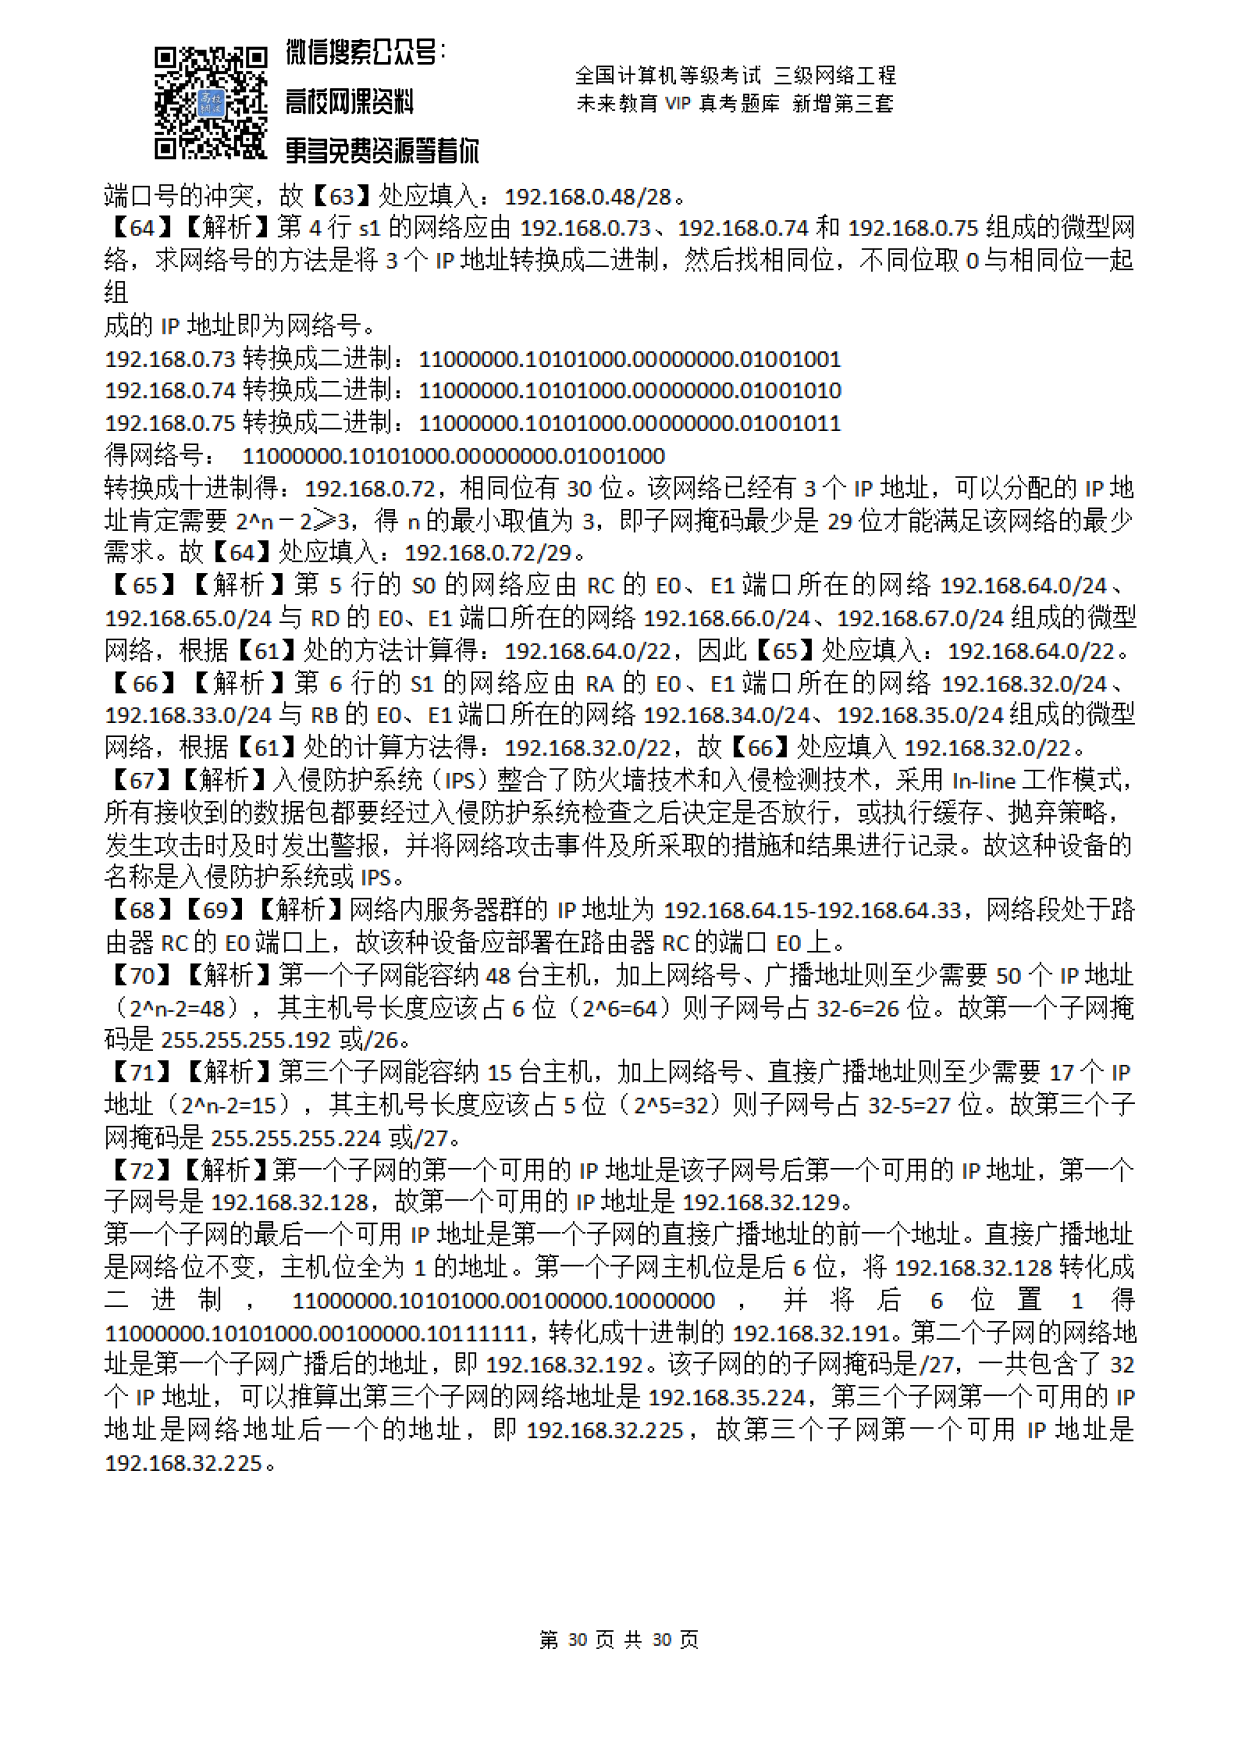 微信搜索公众号：
高校网课资料
更多免费资源等着你
全国计算机等级考试 三级网络工程
未来教育 VIP 真考题库 新增第三套
端口号的冲突，故【63】处应填入：192.168.0.48/28。
【64】【解析】第 4 行 s1 的网络应由 192.168.0.73、192.168.0.74 和 192.168.0.75 组成的微型网
络，求网络号的方法是将 3 个 IP 地址转换成二进制，然后找相同位，不同位取 0 与相同位一起
组
成的 IP 地址即为网络号。
192.168.0.73 转换成二进制：11000000.10101000.00000000.01001001
192.168.0.74 转换成二进制：11000000.10101000.00000000.01001010
192.168.0.75 转换成二进制：11000000.10101000.00000000.01001011
得网络号： 11000000.10101000.00000000.01001000
转换成十进制得：192.168.0.72，相同位有 30 位。该网络已经有 3 个 IP 地址，可以分配的 IP 地
址肯定需要 2^n－2⩾3，得 n 的最小取值为 3，即子网掩码最少是 29 位才能满足该网络的最少
需求。故【64】处应填入：192.168.0.72/29。
【65】【解析】第 5 行的 S0 的网络应由 RC 的 E0、E1 端口所在的网络 192.168.64.0/24、
192.168.65.0/24 与 RD 的 E0、E1 端口所在的网络 192.168.66.0/24、192.168.67.0/24 组成的微型
网络，根据【61】处的方法计算得：192.168.64.0/22，因此【65】处应填入：192.168.64.0/22。
【66】【解析】第 6 行的 S1 的网络应由 RA 的 E0、E1 端口所在的网络 192.168.32.0/24、
192.168.33.0/24 与 RB 的 E0、E1 端口所在的网络 192.168.34.0/24、192.168.35.0/24 组成的微型
网络，根据【61】处的计算方法得：192.168.32.0/22，故【66】处应填入 192.168.32.0/22。
【67】【解析】入侵防护系统（IPS）整合了防火墙技术和入侵检测技术，采用 In-line 工作模式，
所有接收到的数据包都要经过入侵防护系统检查之后决定是否放行，或执行缓存、抛弃策略，
发生攻击时及时发出警报，并将网络攻击事件及所采取的措施和结果进行记录。故这种设备的
名称是入侵防护系统或 IPS。
【68】【69】【解析】网络内服务器群的 IP 地址为 192.168.64.15-192.168.64.33，网络段处于路
由器 RC 的 E0 端口上，故该种设备应部署在路由器 RC 的端口 E0 上。
【70】【解析】第一个子网能容纳 48 台主机，加上网络号、广播地址则至少需要 50 个 IP 地址
（2^n-2=48），其主机号长度应该占 6 位（2^6=64）则子网号占 32-6=26 位。故第一个子网掩
码是 255.255.255.192 或/26。
【71】【解析】第三个子网能容纳 15 台主机，加上网络号、直接广播地址则至少需要 17 个 IP
地址（2^n-2=15），其主机号长度应该占 5 位（2^5=32）则子网号占 32-5=27 位。故第三个子
网掩码是 255.255.255.224 或/27。
【72】【解析】第一个子网的第一个可用的 IP 地址是该子网号后第一个可用的 IP 地址，第一个
子网号是 192.168.32.128，故第一个可用的 IP 地址是 192.168.32.129。
第一个子网的最后一个可用 IP 地址是第一个子网的直接广播地址的前一个地址。直接广播地址
是网络位不变，主机位全为 1 的地址。第一个子网主机位是后 6 位，将 192.168.32.128 转化成
二进制，11000000.10101000.00100000.10000000，并将后 6 位置 1 得
11000000.10101000.00100000.10111111，转化成十进制的 192.168.32.191。第二个子网的网络地
址是第一个子网广播后的地址，即 192.168.32.192。该子网的的子网掩码是/27，一共包含了 32
个 IP 地址，可以推算出第三个子网的网络地址是 192.168.35.224，第三个子网第一个可用的 IP
地址是网络地址后一个的地址，即 192.168.32.225，故第三个子网第一个可用 IP 地址是
192.168.32.225。
第 30 页 共 30 页